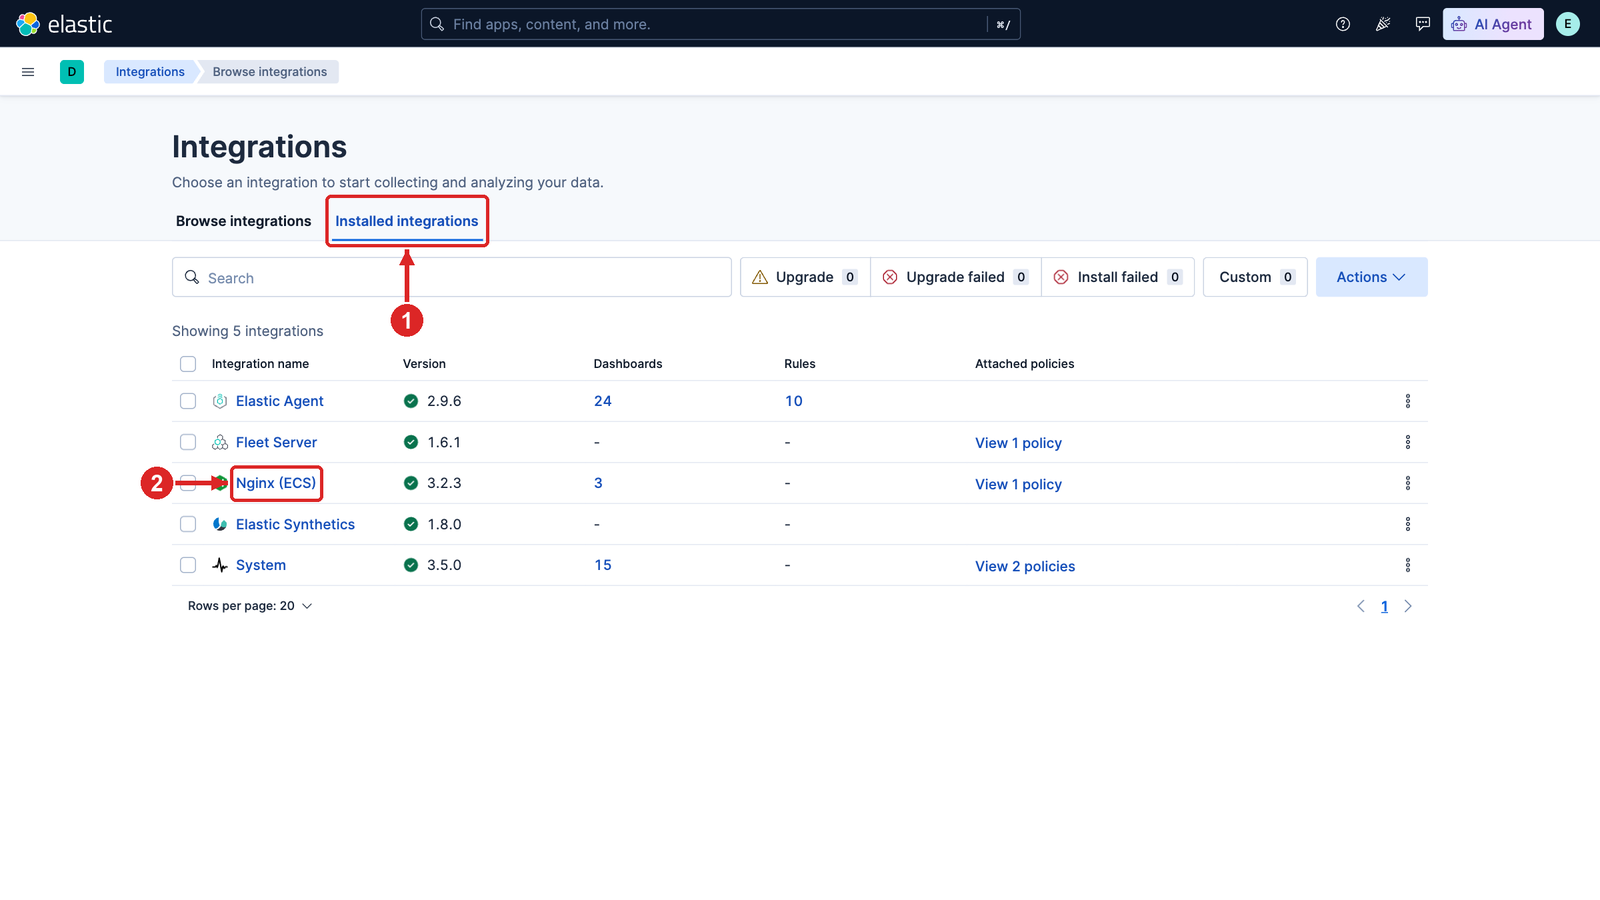 elastic
Find apps, content, and more.
⌘/
AI Agent
E
D
Integrations
Browse integrations
Integrations
Choose an integration to start collecting and analyzing your data.
Browse integrations
Installed integrations
Search
Upgrade 0
Upgrade failed 0
Install failed 0
Custom 0
Actions
1
Showing 5 integrations
Integration name Version Dashboards Rules Attached policies
Elastic Agent 2.9.6 24 10
Fleet Server 1.6.1 - - View 1 policy
2 Nginx (ECS) 3.2.3 3 - View 1 policy
Elastic Synthetics 1.8.0 - -
System 3.5.0 15 - View 2 policies
Rows per page: 20
1